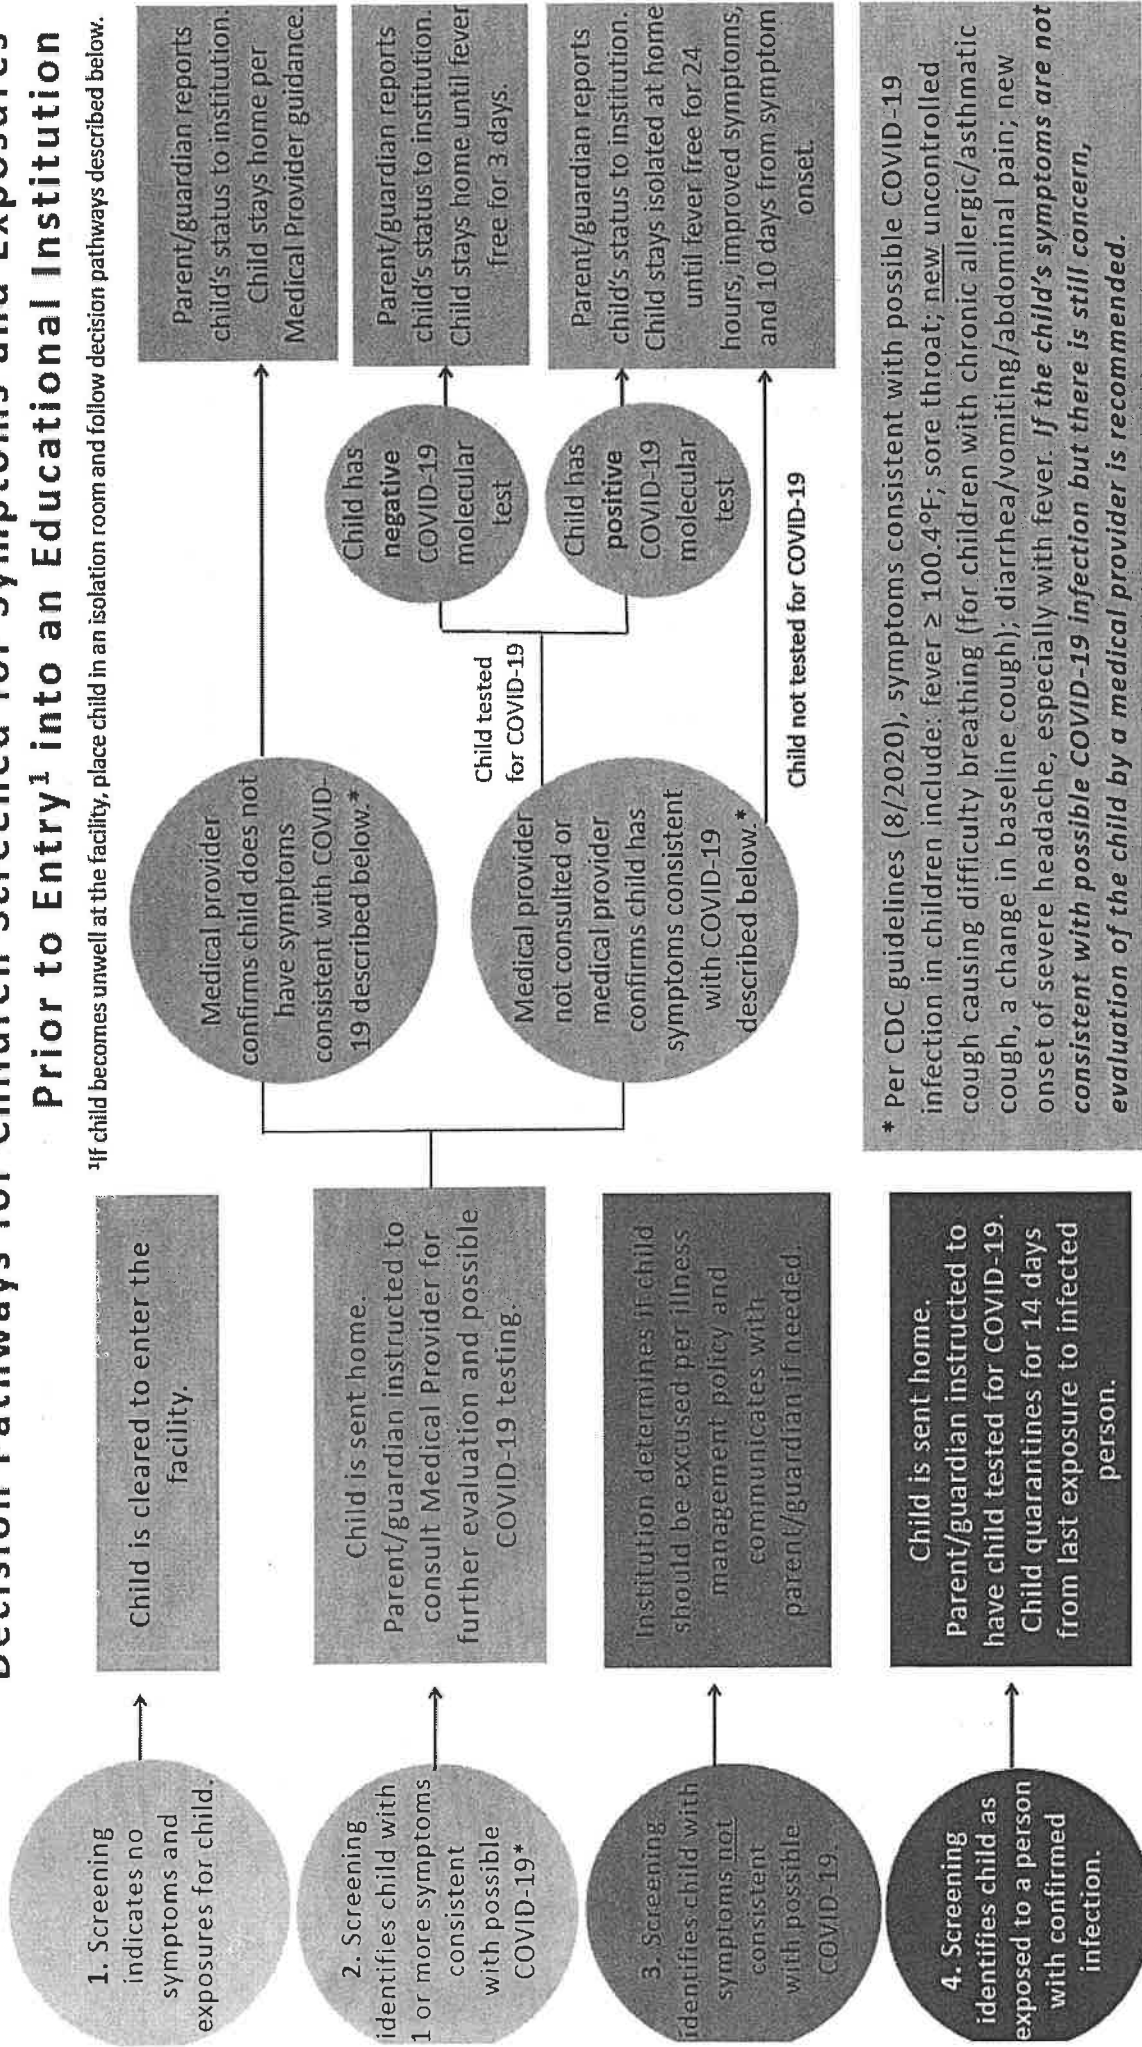 Decision Pathways for Children Screened for Symptoms and Exposures
Prior to Entry¹ into an Educational Institution
¹If child becomes unwell at the facility, place child in an isolation room and follow decision pathways described below.
1. Screening
indicates no
symptoms and
exposures for child.
Child is cleared to enter the
facility.
2. Screening
identifies child with
1 or more symptoms
consistent
with possible
COVID-19*
Child is sent home.
Parent/guardian instructed to
consult Medical Provider for
further evaluation and possible
COVID-19 testing.
Medical provider
confirms child does not
have symptoms
consistent with COVID-
19 described below.*
Parent/guardian reports
child's status to institution.
Child stays home per
Medical Provider guidance.
Medical provider
not consulted or
medical provider
confirms child has
symptoms consistent
with COVID-19
described below.*
Child tested
for COVID-19
Child has
negative
COVID-19
molecular
test
Parent/guardian reports
child's status to institution.
Child stays home until fever
free for 3 days.
Child has
positive
COVID-19
molecular
test
Parent/guardian reports
child's status to institution.
Child stays isolated at home
until fever free for 24
hours, improved symptoms,
and 10 days from symptom
onset.
Child not tested for COVID-19
3. Screening
identifies child with
symptoms not
consistent
with possible
COVID-19.
Institution determines if child
should be excused per illness
management policy and
communicates with
parent/guardian if needed.
4. Screening
identifies child as
exposed to a person
with confirmed
infection.
Child is sent home.
Parent/guardian instructed to
have child tested for COVID-19.
Child quarantines for 14 days
from last exposure to infected
person.
* Per CDC guidelines (8/2020), symptoms consistent with possible COVID-19
infection in children include: fever ≥ 100.4ºF; sore throat; new uncontrolled
cough causing difficulty breathing (for children with chronic allergic/asthmatic
cough, a change in baseline cough); diarrhea/vomiting/abdominal pain; new
onset of severe headache, especially with fever. If the child's symptoms are not
consistent with possible COVID-19 infection but there is still concern,
evaluation of the child by a medical provider is recommended.